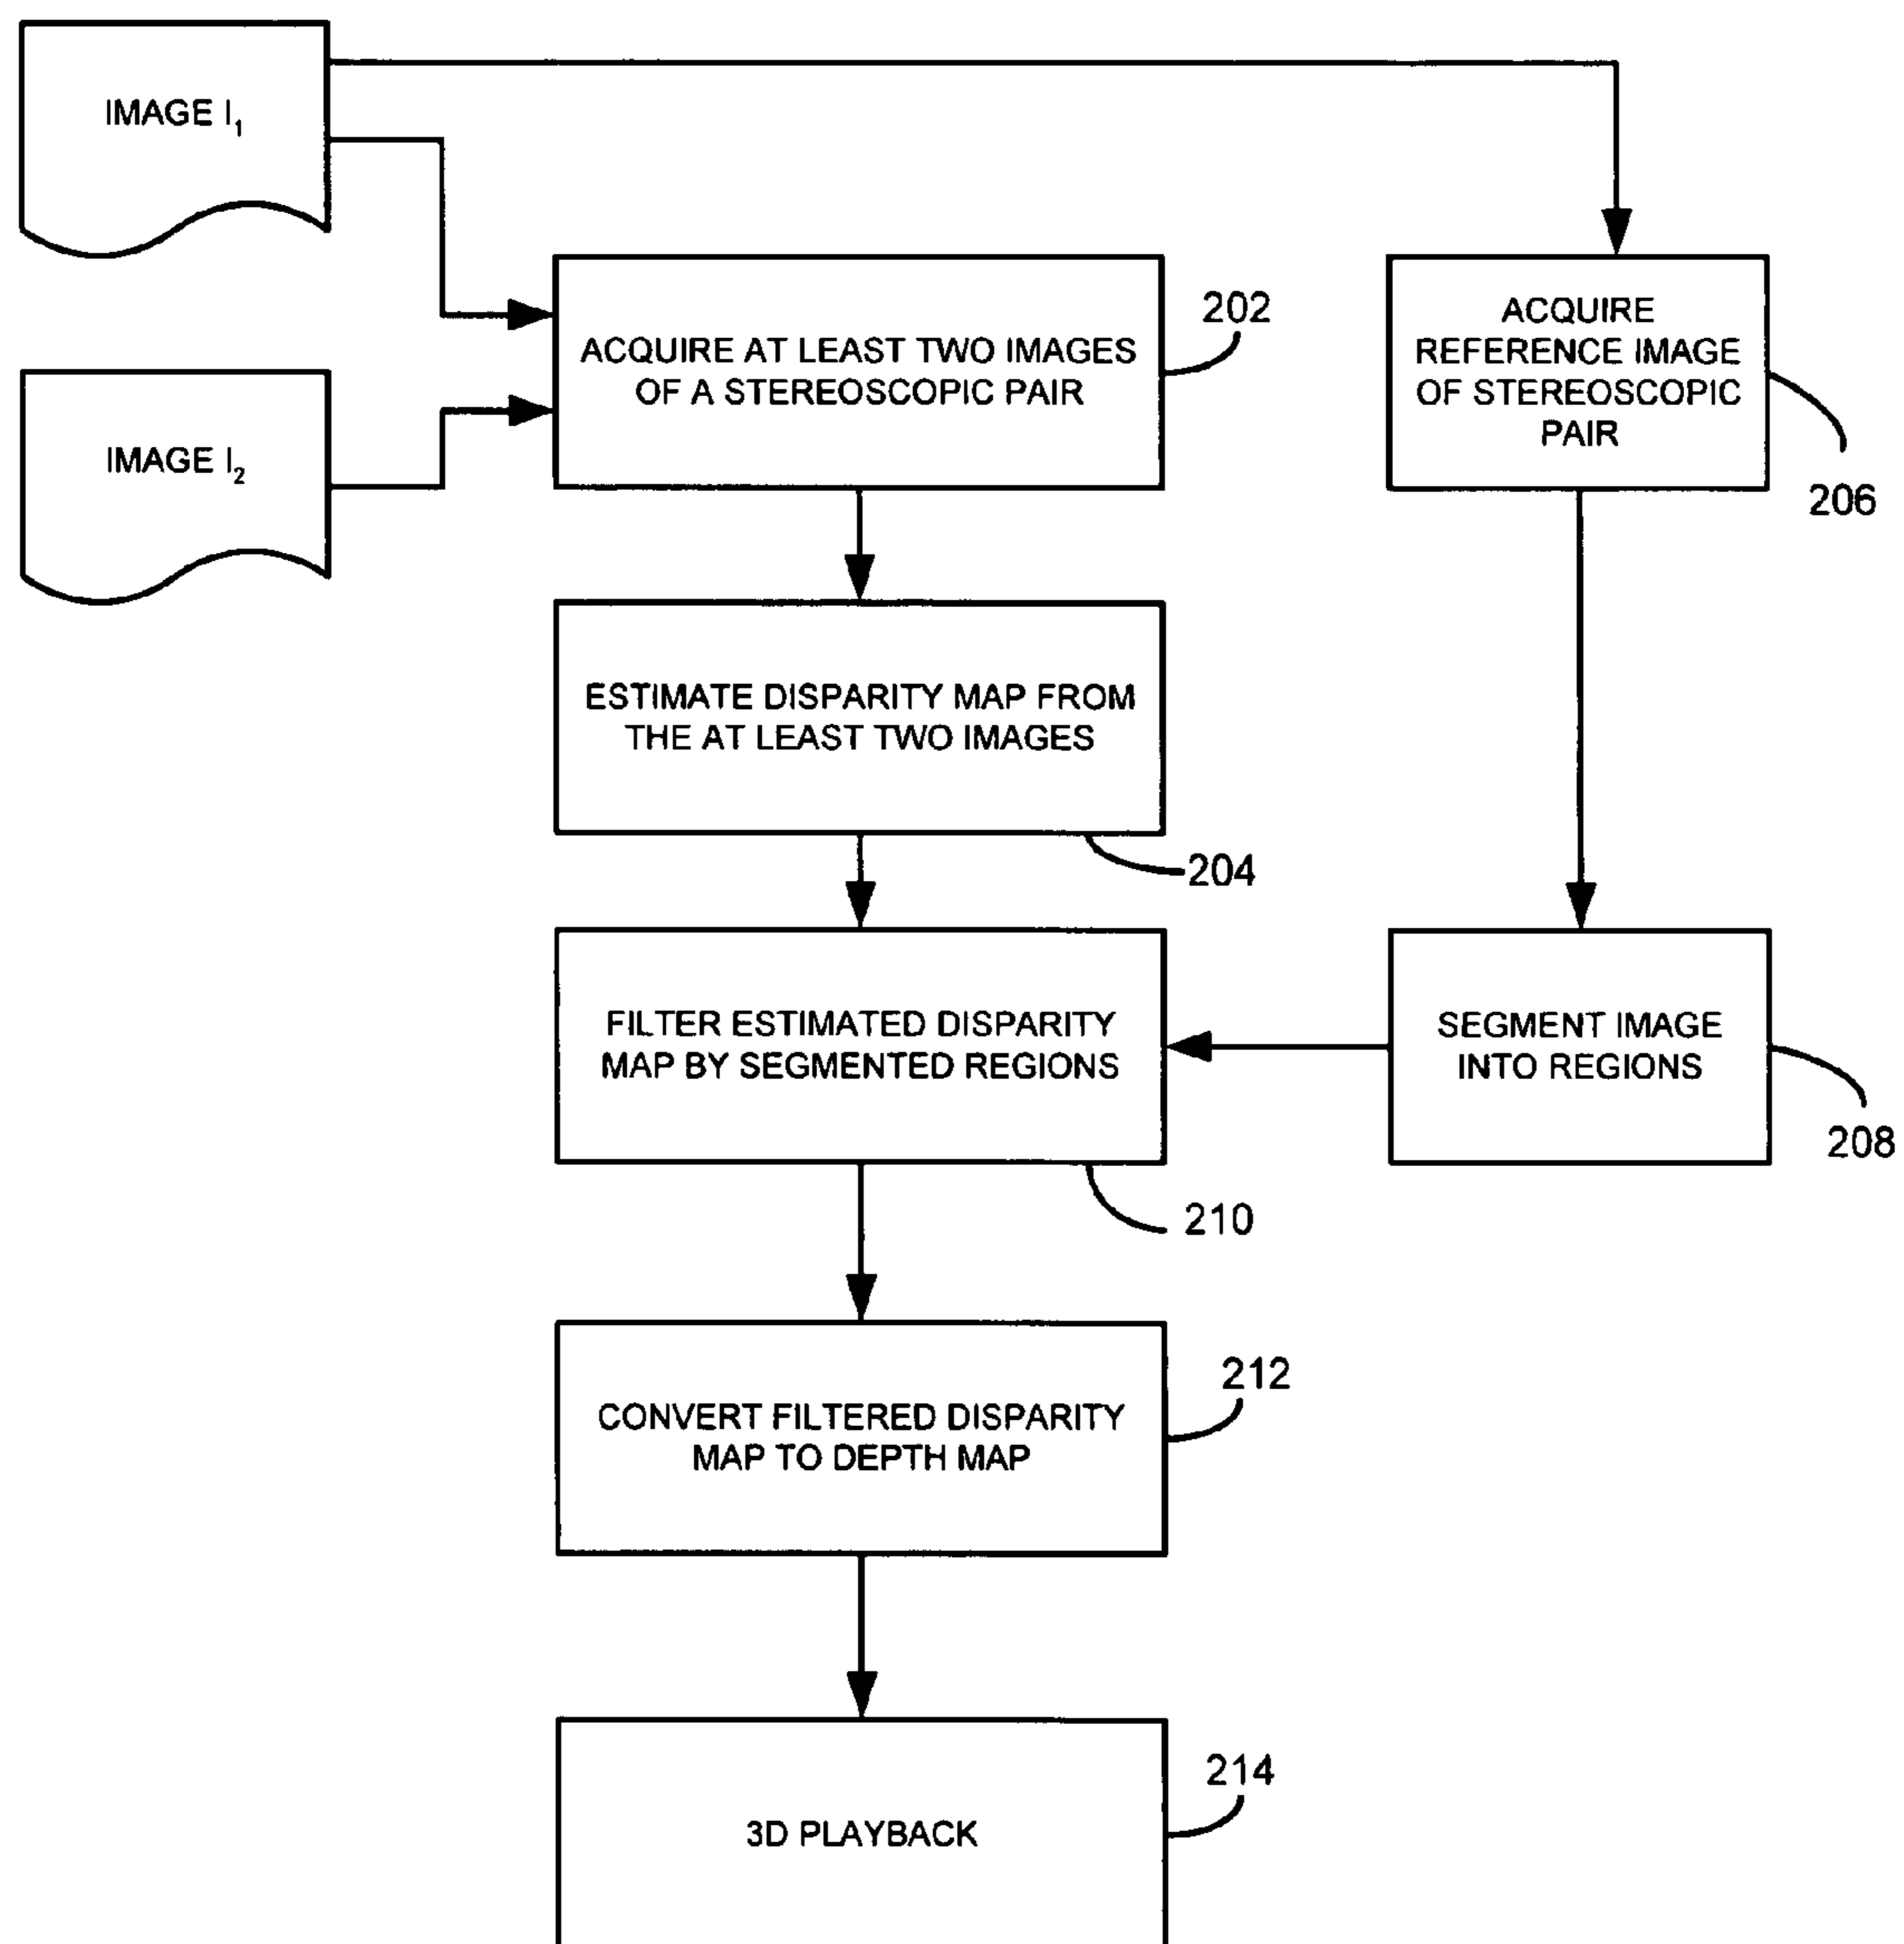 IMAGE I1
IMAGE I2
ACQUIRE AT LEAST TWO IMAGES
OF A STEREOSCOPIC PAIR
202
ACQUIRE
REFERENCE IMAGE
OF STEREOSCOPIC
PAIR
206
ESTIMATE DISPARITY MAP FROM
THE AT LEAST TWO IMAGES
204
FILTER ESTIMATED DISPARITY
MAP BY SEGMENTED REGIONS
210
SEGMENT IMAGE
INTO REGIONS
208
CONVERT FILTERED DISPARITY
MAP TO DEPTH MAP
212
3D PLAYBACK
214